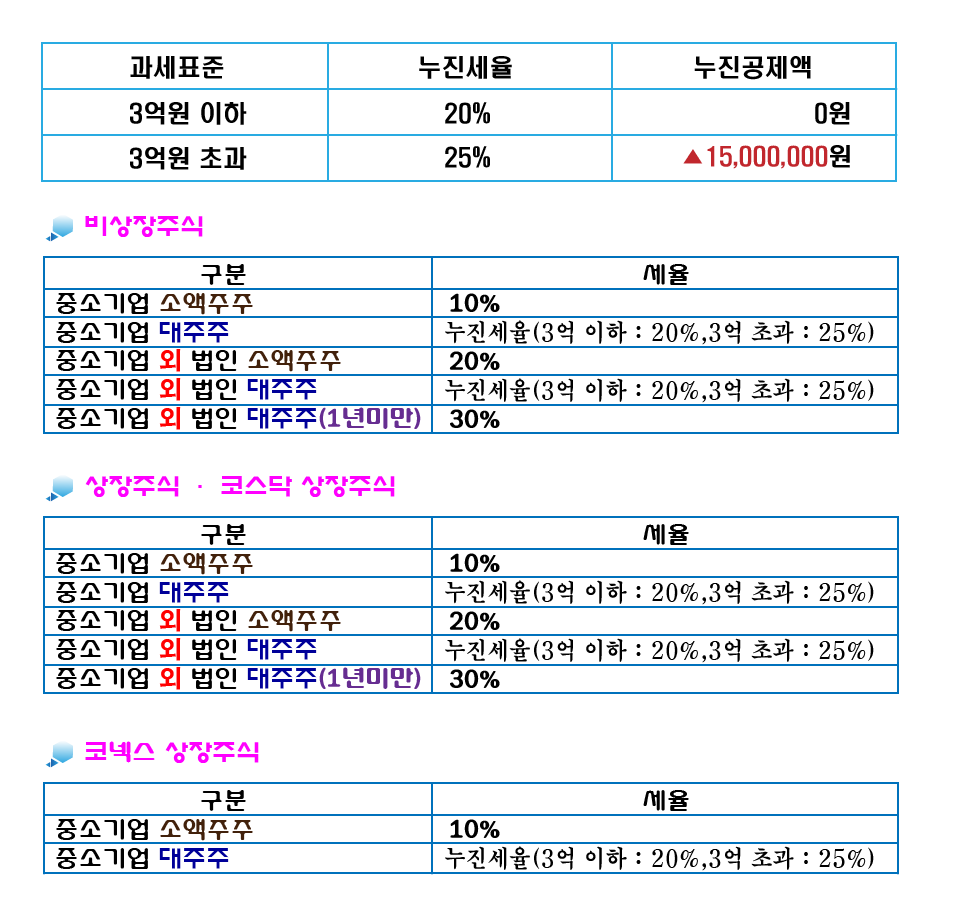 과세표준 누진세율 누진공제액
3억원 이하 20% 0원
3억원 초과 25% ▲15,000,000원
비상장주식
구분 세율
중소기업 소액주주 10%
중소기업 대주주 누진세율(3억 이하 : 20%,3억 초과 : 25%)
중소기업 외 법인 소액주주 20%
중소기업 외 법인 대주주 누진세율(3억 이하 : 20%,3억 초과 : 25%)
중소기업 외 법인 대주주(1년미만) 30%
상장주식 · 코스닥 상장주식
구분 세율
중소기업 소액주주 10%
중소기업 대주주 누진세율(3억 이하 : 20%,3억 초과 : 25%)
중소기업 외 법인 소액주주 20%
중소기업 외 법인 대주주 누진세율(3억 이하 : 20%,3억 초과 : 25%)
중소기업 외 법인 대주주(1년미만) 30%
코넥스 상장주식
구분 세율
중소기업 소액주주 10%
중소기업 대주주 누진세율(3억 이하 : 20%,3억 초과 : 25%)